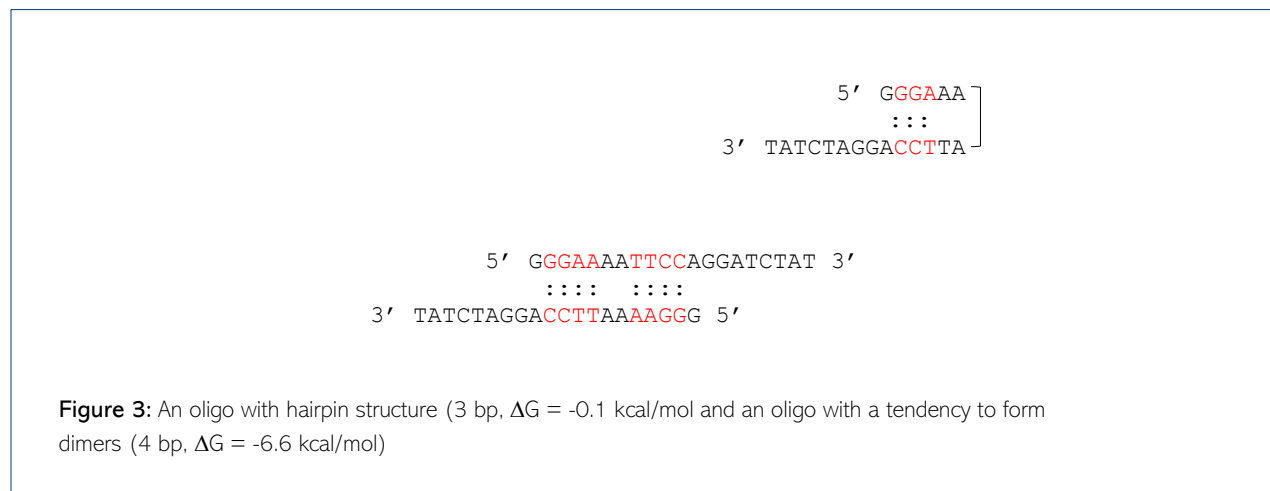 5' GGGAAA
:::
3' TATCTAGGACCTTA
5' GGGAAAATTCCAGGATCTAT 3'
:::: ::::
3' TATCTAGGACCTTAAAAGGG 5'
Figure 3: An oligo with hairpin structure (3 bp, ΔG = -0.1 kcal/mol and an oligo with a tendency to form
dimers (4 bp, ΔG = -6.6 kcal/mol)